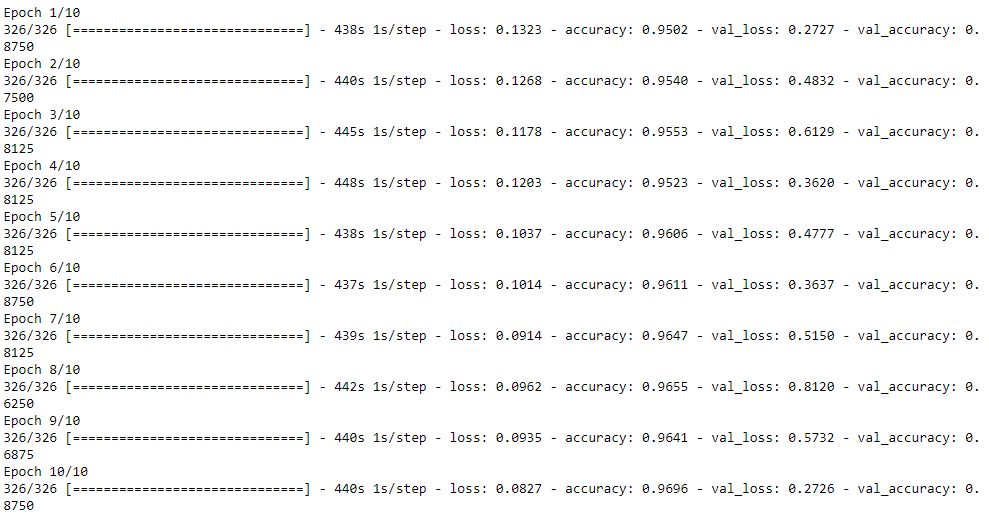 Epoch 1/10
326/326 [==============================] - 438s 1s/step - loss: 0.1323 - accuracy: 0.9502 - val_loss: 0.2727 - val_accuracy: 0.
8750
Epoch 2/10
326/326 [==============================] - 440s 1s/step - loss: 0.1268 - accuracy: 0.9540 - val_loss: 0.4832 - val_accuracy: 0.
7500
Epoch 3/10
326/326 [==============================] - 445s 1s/step - loss: 0.1178 - accuracy: 0.9553 - val_loss: 0.6129 - val_accuracy: 0.
8125
Epoch 4/10
326/326 [==============================] - 448s 1s/step - loss: 0.1203 - accuracy: 0.9523 - val_loss: 0.3620 - val_accuracy: 0.
8125
Epoch 5/10
326/326 [==============================] - 438s 1s/step - loss: 0.1037 - accuracy: 0.9606 - val_loss: 0.4777 - val_accuracy: 0.
8125
Epoch 6/10
326/326 [==============================] - 437s 1s/step - loss: 0.1014 - accuracy: 0.9611 - val_loss: 0.3637 - val_accuracy: 0.
8750
Epoch 7/10
326/326 [==============================] - 439s 1s/step - loss: 0.0914 - accuracy: 0.9647 - val_loss: 0.5150 - val_accuracy: 0.
8125
Epoch 8/10
326/326 [==============================] - 442s 1s/step - loss: 0.0962 - accuracy: 0.9655 - val_loss: 0.8120 - val_accuracy: 0.
6250
Epoch 9/10
326/326 [==============================] - 440s 1s/step - loss: 0.0935 - accuracy: 0.9641 - val_loss: 0.5732 - val_accuracy: 0.
6875
Epoch 10/10
326/326 [==============================] - 440s 1s/step - loss: 0.0827 - accuracy: 0.9696 - val_loss: 0.2726 - val_accuracy: 0.
8750